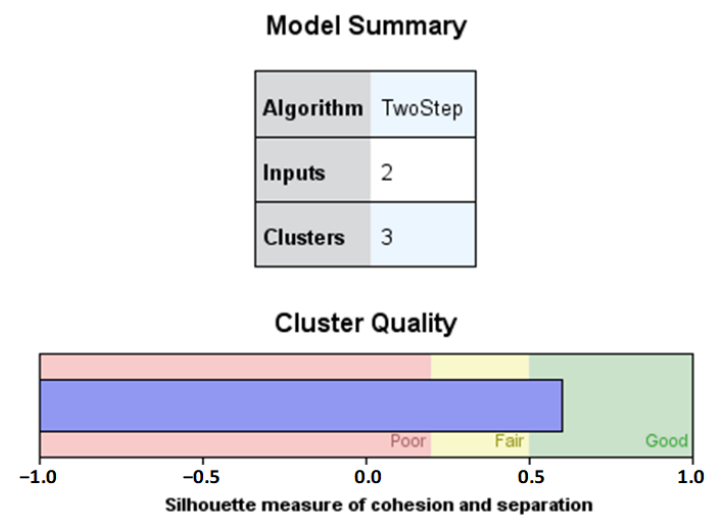 Model Summary
Algorithm TwoStep
Inputs 2
Clusters 3
Cluster Quality
Poor Fair Good
−1.0 −0.5 0.0 0.5 1.0
Silhouette measure of cohesion and separation